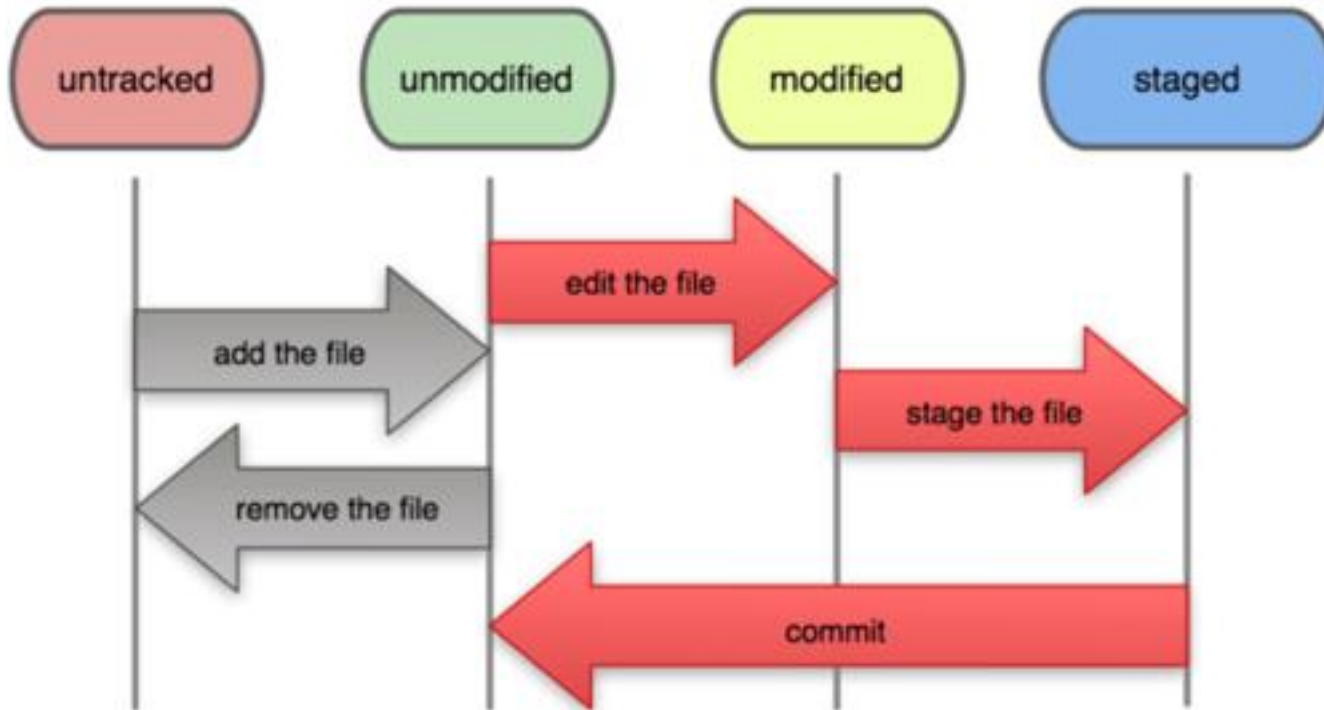 untracked
unmodified
modified
staged
edit the file
add the file
stage the file
remove the file
commit